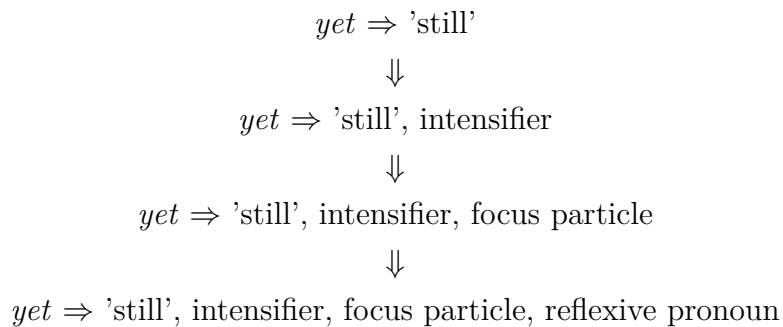 yet ⇒ 'still'
⇓
yet ⇒ 'still', intensifier
⇓
yet ⇒ 'still', intensifier, focus particle
⇓
yet ⇒ 'still', intensifier, focus particle, reflexive pronoun